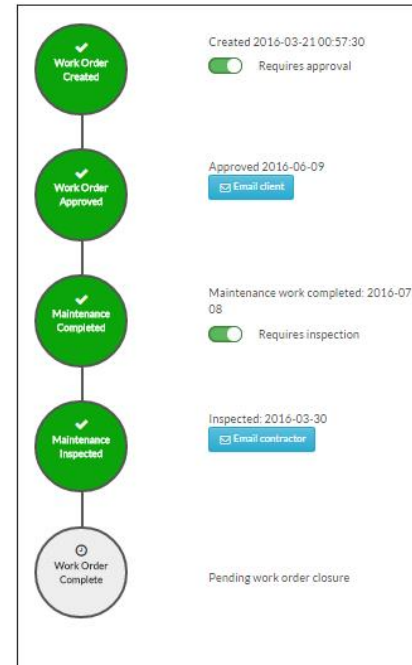 Work Order
Created
Created 2016-03-21 00:57:30
Requires approval
Work Order
Approved
Approved 2016-06-09
Email client
Maintenance
Completed
Maintenance work completed: 2016-07
08
Requires inspection
Maintenance
Inspected
Inspected: 2016-03-30
Email contractor
Work Order
Complete
Pending work order closure